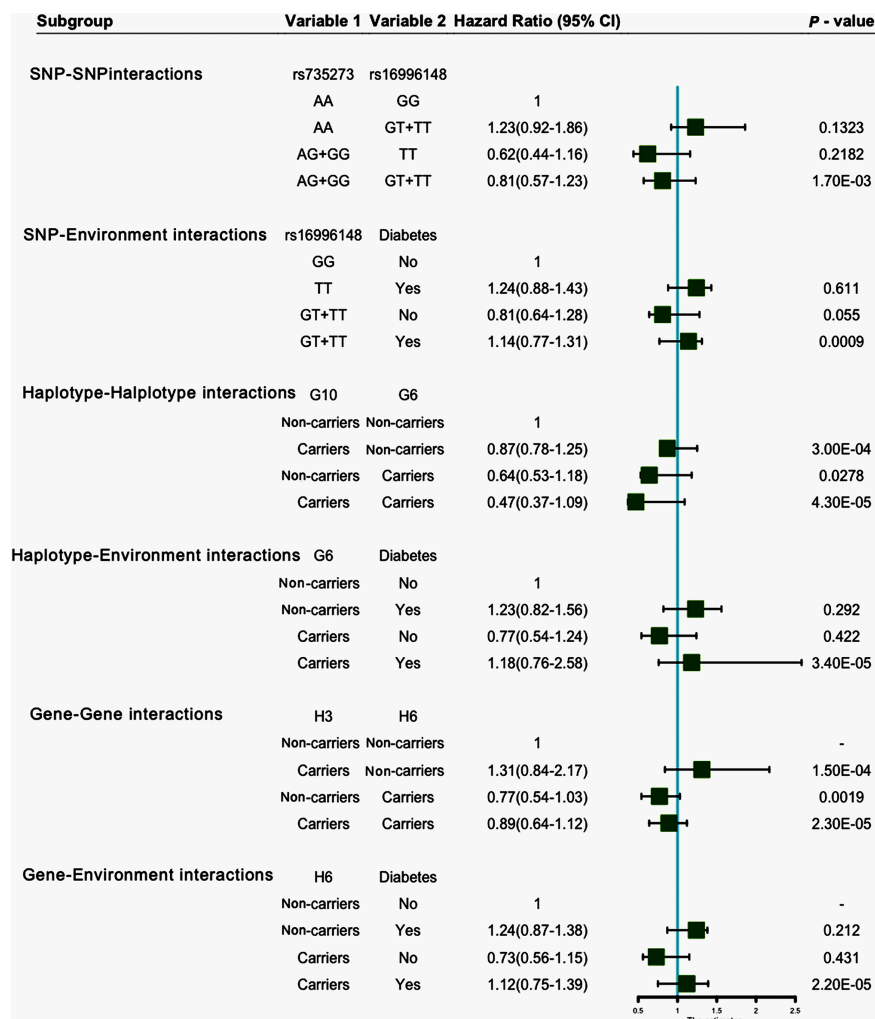 Subgroup Variable 1 Variable 2 Hazard Ratio (95% CI) P - value
SNP-SNPinteractions rs735273 rs16996148
AA GG 1
AA GT+TT 1.23(0.92-1.86) 0.1323
AG+GG TT 0.62(0.44-1.16) 0.2182
AG+GG GT+TT 0.81(0.57-1.23) 1.70E-03
SNP-Environment interactions rs16996148 Diabetes
GG No 1
TT Yes 1.24(0.88-1.43) 0.611
GT+TT No 0.81(0.64-1.28) 0.055
GT+TT Yes 1.14(0.77-1.31) 0.0009
Haplotype-Halplotype interactions G10 G6
Non-carriers Non-carriers 1
Carriers Non-carriers 0.87(0.78-1.25) 3.00E-04
Non-carriers Carriers 0.64(0.53-1.18) 0.0278
Carriers Carriers 0.47(0.37-1.09) 4.30E-05
Haplotype-Environment interactions G6 Diabetes
Non-carriers No 1
Non-carriers Yes 1.23(0.82-1.56) 0.292
Carriers No 0.77(0.54-1.24) 0.422
Carriers Yes 1.18(0.76-2.58) 3.40E-05
Gene-Gene interactions H3 H6
Non-carriers Non-carriers 1 -
Carriers Non-carriers 1.31(0.84-2.17) 1.50E-04
Non-carriers Carriers 0.77(0.54-1.03) 0.0019
Carriers Carriers 0.89(0.64-1.12) 2.30E-05
Gene-Environment interactions H6 Diabetes
Non-carriers No 1 -
Non-carriers Yes 1.24(0.87-1.38) 0.212
Carriers No 0.73(0.56-1.15) 0.431
Carriers Yes 1.12(0.75-1.39) 2.20E-05
0.5 1 1.5 2 2.5